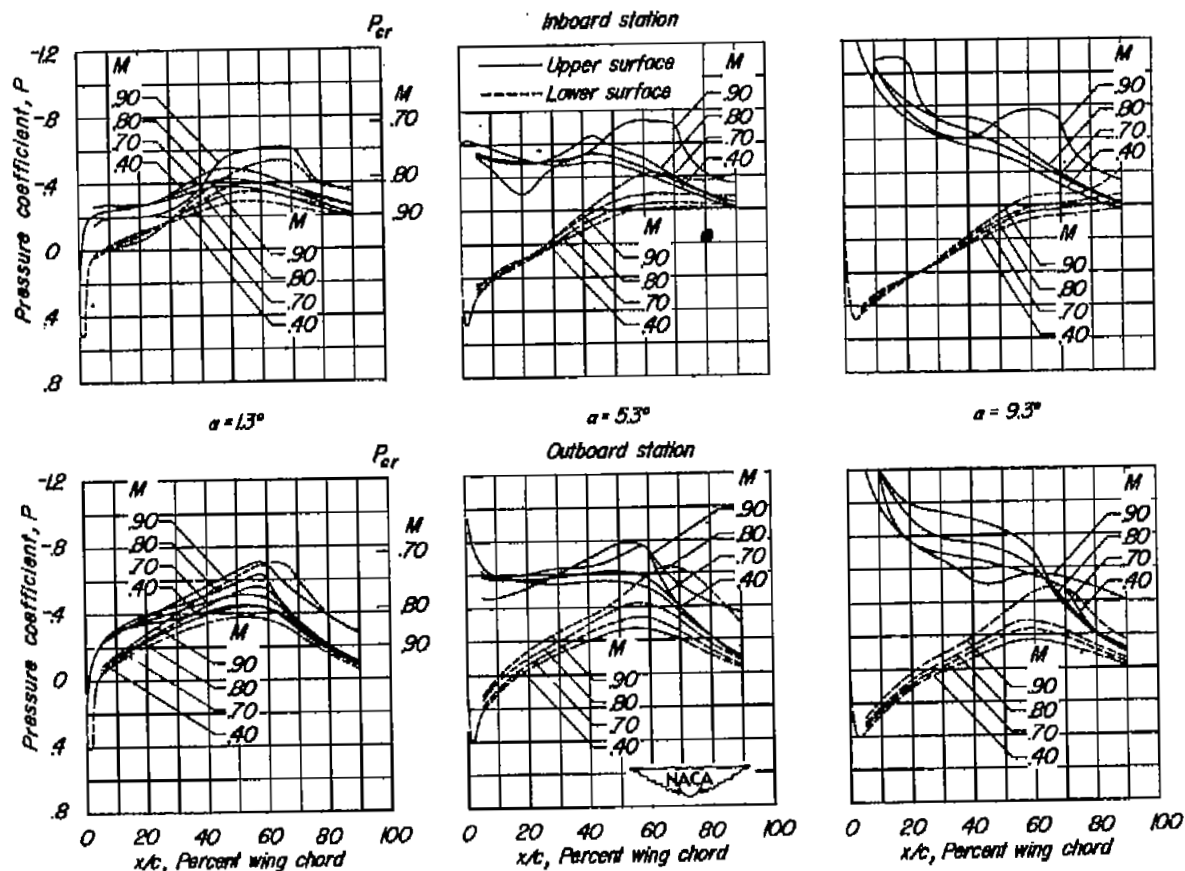 Inboard station
P_cr
Pressure coefficient, P
-1.2
-.8
-.4
0
.4
.8
M
.90
.80
.70
.40
M
.90
.80
.70
.40
M
.70
.80
.90
Upper surface
Lower surface
M
.90
.80
.70
.40
M
.90
.80
.70
.40
M
.90
.80
.70
.40
M
.90
.80
.70
.40
α = 1.3°
α = 5.3°
α = 9.3°
Outboard station
P_cr
Pressure coefficient, P
-1.2
-.8
-.4
0
.4
.8
M
.90
.80
.70
.40
M
.90
.80
.70
.40
M
.70
.80
.90
M
.90
.80
.70
.40
M
.90
.80
.70
.40
NACA
M
.90
.80
.70
.40
M
.90
.80
.70
.40
0 20 40 60 80 100
0 20 40 60 80
0 20 40 60 80 100
x/c, Percent wing chord
x/c, Percent wing chord
x/c, Percent wing chord